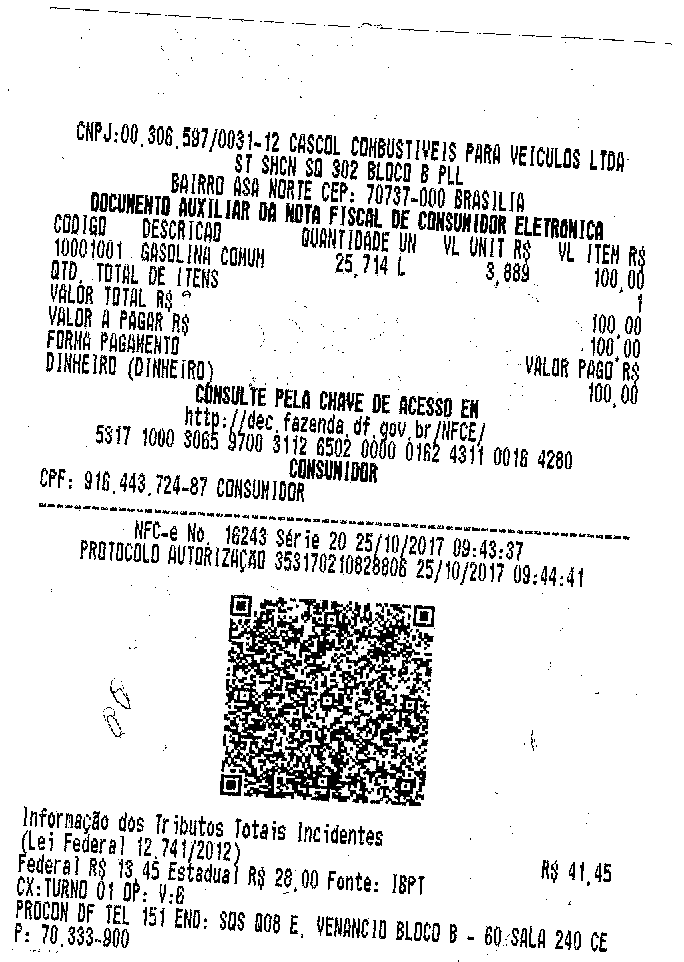 CNPJ:00.306.597/0031-12 CASCOL COMBUSTIVEIS PARA VEICULOS LTDA
ST SHCN SQ 302 BLOCO B PLL
BAIRRO ASA NORTE CEP: 70737-000 BRASILIA
DOCUMENTO AUXILIAR DA NOTA FISCAL DE CONSUMIDOR ELETRONICA
CODIGO DESCRICAO QUANTIDADE UN VL UNIT R$ VL ITEM R$
10001001 GASOLINA COMUM 25,714 L 3,889 100,00
QTD. TOTAL DE ITENS 1
VALOR TOTAL R$ 100,00
VALOR A PAGAR R$ 100,00
FORMA PAGAMENTO VALOR PAGO R$
DINHEIRO (DINHEIRO) 100,00
CONSULTE PELA CHAVE DE ACESSO EM
http://dec.fazenda.df.gov.br/NFCE/
5317 1000 3065 9700 3112 6502 0000 0162 4311 0016 4280
CONSUMIDOR
CPF: 916.443.724-87 CONSUMIDOR
NFC-e No. 16243 Série 20 25/10/2017 09:43:37
PROTOCOLO AUTORIZAÇÃO 353170210828806 25/10/2017 09:44:41
Informação dos Tributos Totais Incidentes
(Lei Federal 12.741/2012) R$ 41,45
Federal R$ 13,45 Estadual R$ 28,00 Fonte: IBPT
CX:TURNO 01 OP: V:6
PROCON DF TEL 151 END: SQS Q08 E. VENANCIO BLOCO B - 60 SALA 240 CE
P: 70.333-900